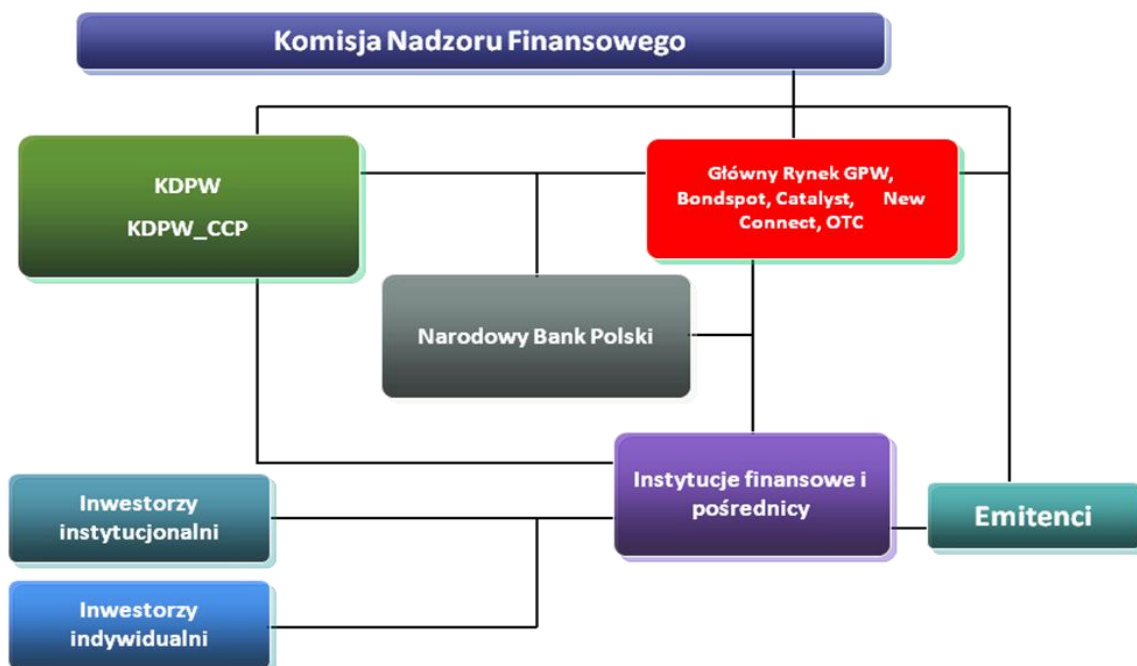 Komisja Nadzoru Finansowego
KDPW
KDPW_CCP
Główny Rynek GPW,
Bondspot, Catalyst, New
Connect, OTC
Narodowy Bank Polski
Instytucje finansowe i
pośrednicy
Inwestorzy
instytucjonalni
Emitenci
Inwestorzy
indywidualni